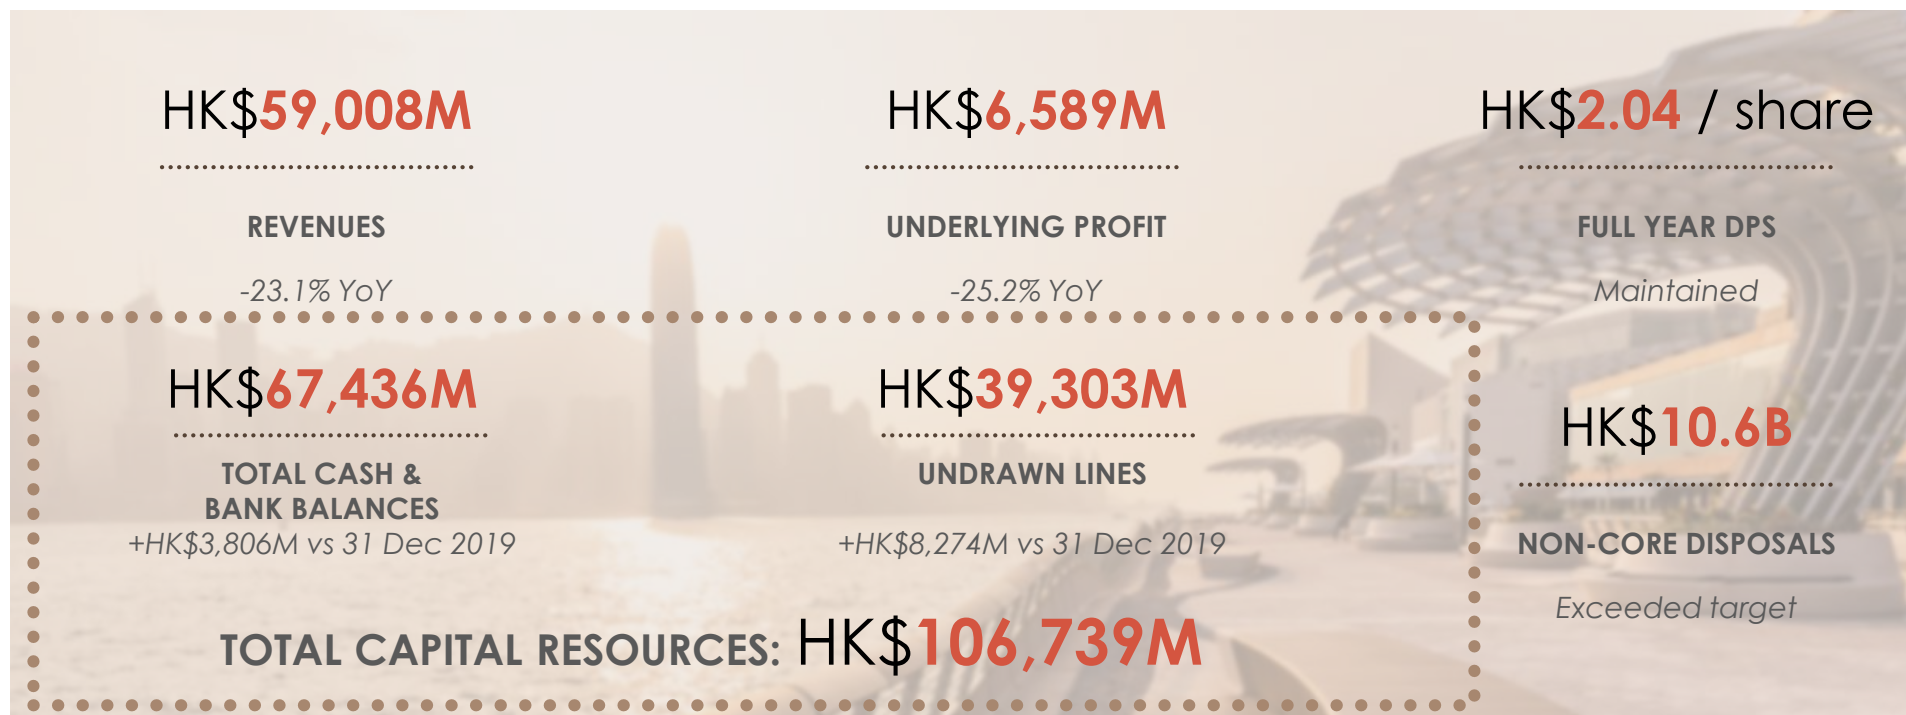 HK$59,008M
REVENUES
-23.1% YoY
HK$6,589M
UNDERLYING PROFIT
-25.2% YoY
HK$2.04 / share
FULL YEAR DPS
Maintained
HK$67,436M
TOTAL CASH &
BANK BALANCES
+HK$3,806M vs 31 Dec 2019
HK$39,303M
UNDRAWN LINES
+HK$8,274M vs 31 Dec 2019
TOTAL CAPITAL RESOURCES: HK$106,739M
HK$10.6B
NON-CORE DISPOSALS
Exceeded target